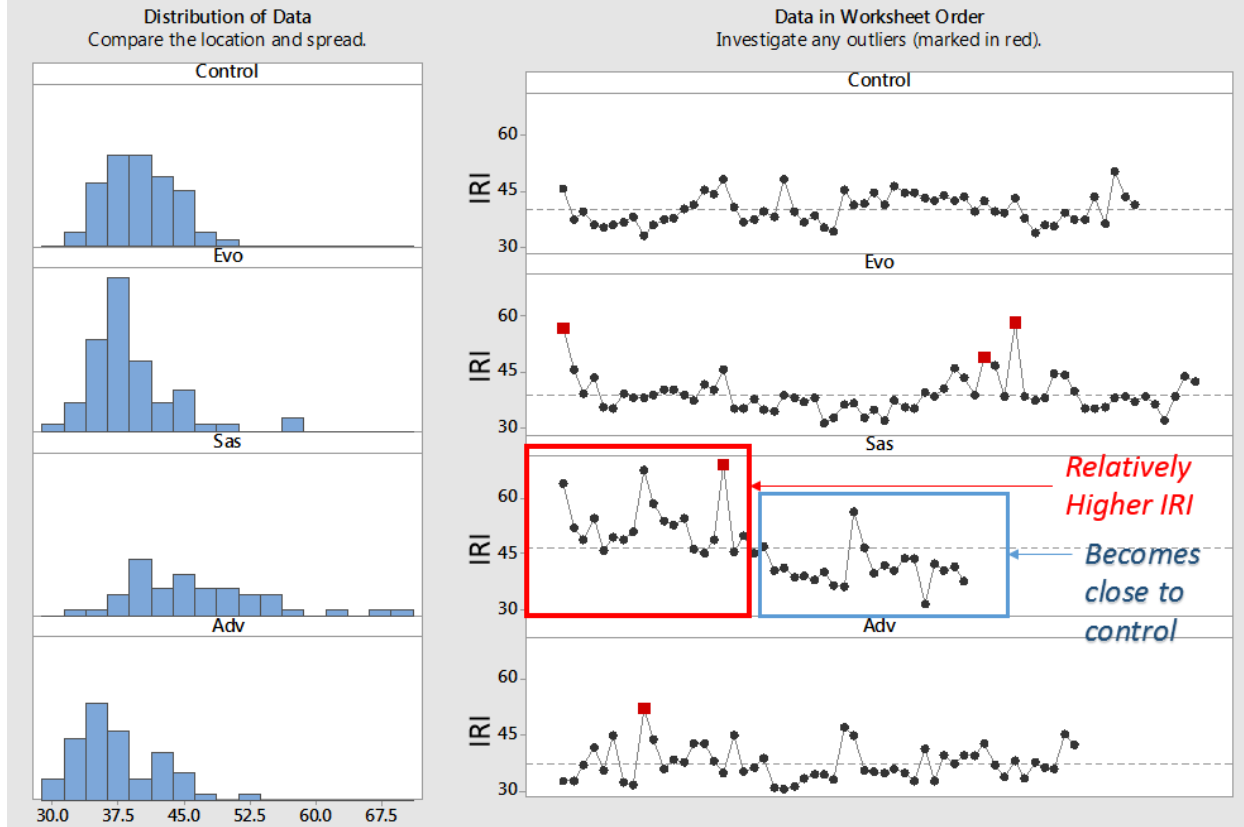 Distribution of Data
Compare the location and spread.
Control
Evo
Sas
Adv
30.0 37.5 45.0 52.5 60.0 67.5
Data in Worksheet Order
Investigate any outliers (marked in red).
Control
60
45
30
IRI
Evo
60
45
30
IRI
Sas
60
45
30
IRI
Relatively
Higher IRI
Becomes
close to
control
Adv
60
45
30
IRI